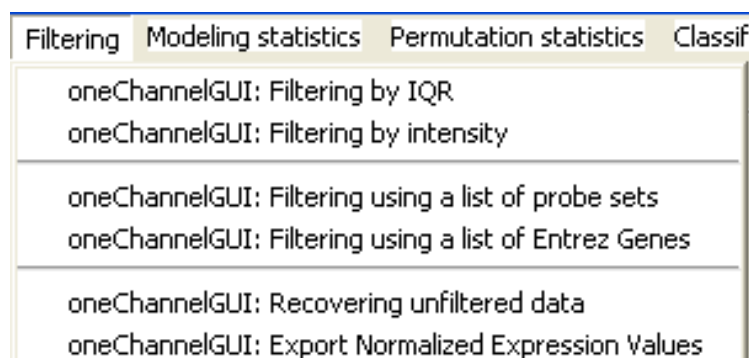 Filtering Modeling statistics Permutation statistics Classif
oneChannelGUI: Filtering by IQR
oneChannelGUI: Filtering by intensity
oneChannelGUI: Filtering using a list of probe sets
oneChannelGUI: Filtering using a list of Entrez Genes
oneChannelGUI: Recovering unfiltered data
oneChannelGUI: Export Normalized Expression Values